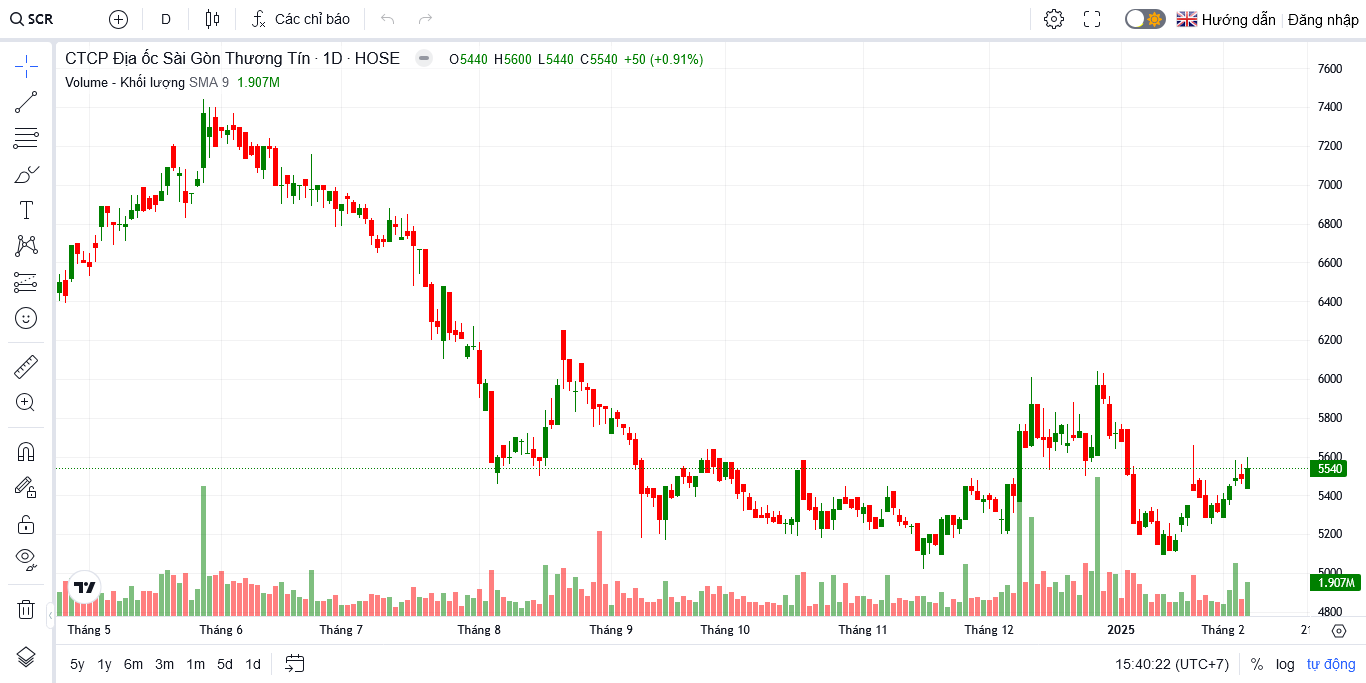 SCR D Các chỉ báo Hướng dẫn Đăng nhập
CTCP Địa ốc Sài Gòn Thương Tín · 1D · HOSE O5440 H5600 L5440 C5540 +50 (+0.91%)
Volume - Khối lượng SMA 9 1.907M
7600
7400
7200
7000
6800
6600
6400
6200
6000
5800
5600
5540
5400
5200
5000
1.907M
4800
Tháng 5 Tháng 6 Tháng 7 Tháng 8 Tháng 9 Tháng 10 Tháng 11 Tháng 12 2025 Tháng 2
5y 1y 6m 3m 1m 5d 1d 15:40:22 (UTC+7) % log tự động